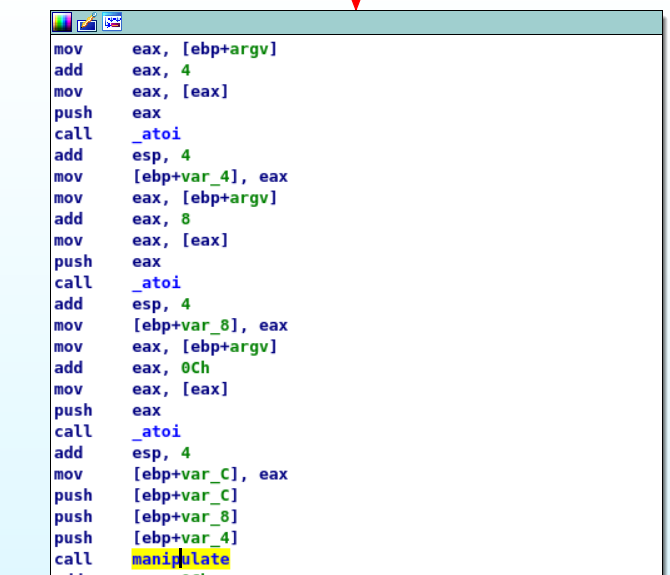 mov eax, [ebp+argv]
add eax, 4
mov eax, [eax]
push eax
call _atoi
add esp, 4
mov [ebp+var_4], eax
mov eax, [ebp+argv]
add eax, 8
mov eax, [eax]
push eax
call _atoi
add esp, 4
mov [ebp+var_8], eax
mov eax, [ebp+argv]
add eax, 0Ch
mov eax, [eax]
push eax
call _atoi
add esp, 4
mov [ebp+var_C], eax
push [ebp+var_C]
push [ebp+var_8]
push [ebp+var_4]
call manipulate